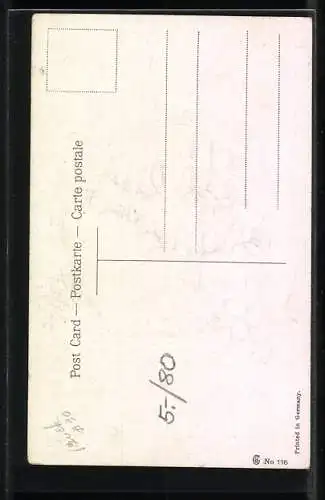 Post Card — Postkarte — Carte postale
5.-/80
Printed in Germany.
No 116